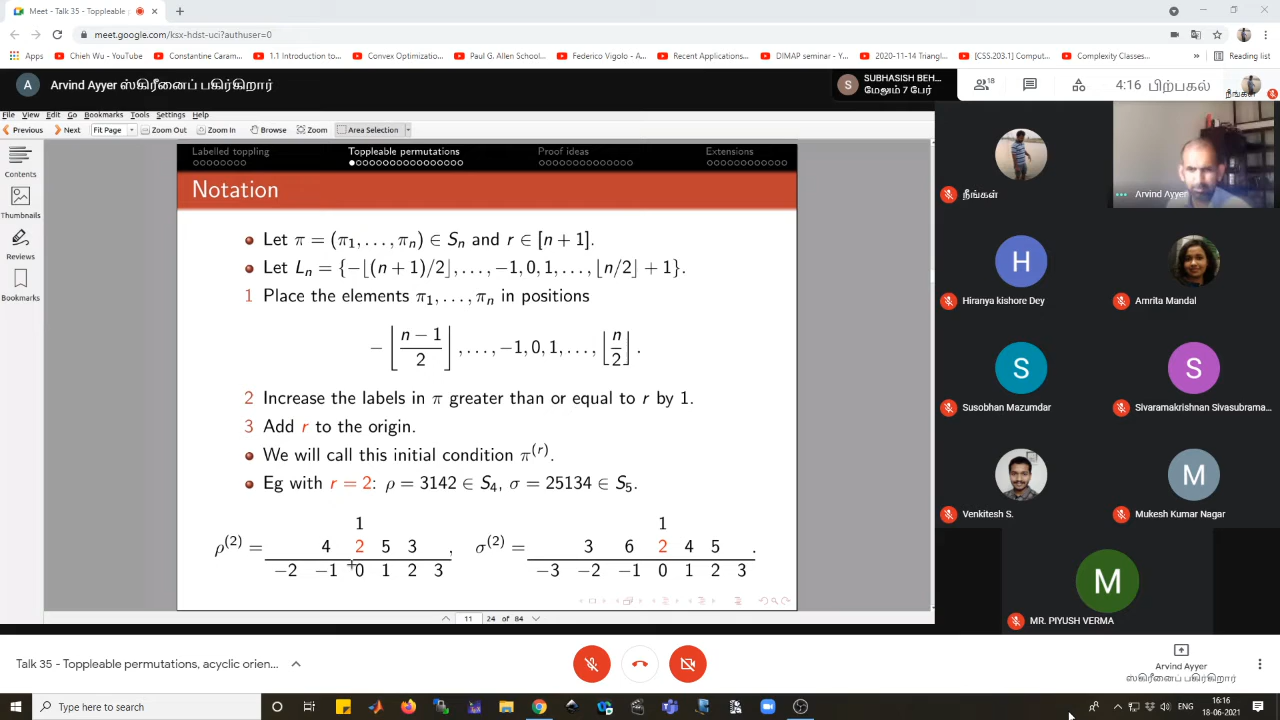 Meet - Talk 35 - Toppleable
meet.google.com/ksx-hdst-uci?authuser=0
Apps Chieh Wu - YouTube Constantine Caram... 1.1 Introduction to... Convex Optimizatio... Paul G. Allen School... Federico Vigolo - A... Recent Applications... DIMAP seminar - Y... 2020-11-14 Triangl... [CSS.203.1] Comput... Complexity Classes... » Reading list
A Arvind Ayyer ஸ்கிரீனைப் பகிர்கிறார்
S SUBHASISH BEH...
மேலும் 7 பேர்
18
4:16 பிற்பகல்
நீங்கள்
File View Edit Go Bookmarks Tools Settings Help
Previous Next Fit Page Zoom Out Zoom In Browse Zoom Area Selection
Contents
Thumbnails
Reviews
Bookmarks
Labelled toppling Toppleable permutations Proof ideas Extensions
Notation
Let π = (π₁, . . . , πₙ) ∈ Sₙ and r ∈ [n + 1].
Let Lₙ = {−⌊(n + 1)/2⌋, . . . , −1, 0, 1, . . . , ⌊n/2⌋ + 1}.
1 Place the elements π₁, . . . , πₙ in positions
− ⌊(n − 1)/2⌋ , . . . , −1, 0, 1, . . . , ⌊n/2⌋ .
2 Increase the labels in π greater than or equal to r by 1.
3 Add r to the origin.
We will call this initial condition π⁽ʳ⁾.
Eg with r = 2: ρ = 3142 ∈ S₄, σ = 25134 ∈ S₅.
1 1
ρ⁽²⁾ = 4 2 5 3 , σ⁽²⁾ = 3 6 2 4 5 .
−2 −1 0 1 2 3 −3 −2 −1 0 1 2 3
11 24 of 84
நீங்கள்
Arvind Ayyer
H
Hiranya kishore Dey
Amrita Mandal
S
Susobhan Mazumdar
S
Sivaramakrishnan Sivasubrama...
Venkitesh S.
M
Mukesh Kumar Nagar
M
MR. PIYUSH VERMA
Talk 35 - Toppleable permutations, acyclic orien...
Arvind Ayyer
ஸ்கிரீனைப் பகிர்கிறார்
Type here to search
ENG
16:16
18-06-2021